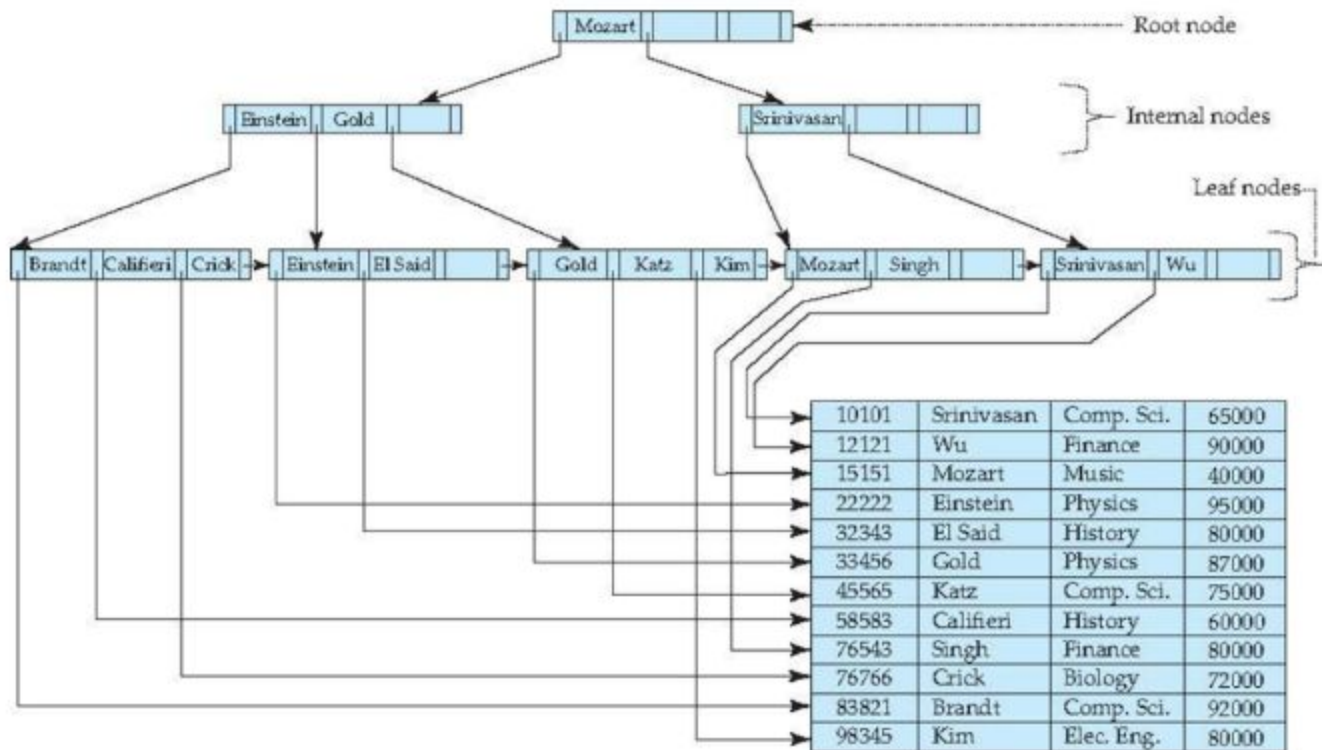 Mozart
Root node
Einstein Gold
Srinivasan
Internal nodes
Leaf nodes
Brandt Califieri Crick Einstein El Said Gold Katz Kim Mozart Singh Srinivasan Wu
10101 Srinivasan Comp. Sci. 65000
12121 Wu Finance 90000
15151 Mozart Music 40000
22222 Einstein Physics 95000
32343 El Said History 80000
33456 Gold Physics 87000
45565 Katz Comp. Sci. 75000
58583 Califieri History 60000
76543 Singh Finance 80000
76766 Crick Biology 72000
83821 Brandt Comp. Sci. 92000
98345 Kim Elec. Eng. 80000